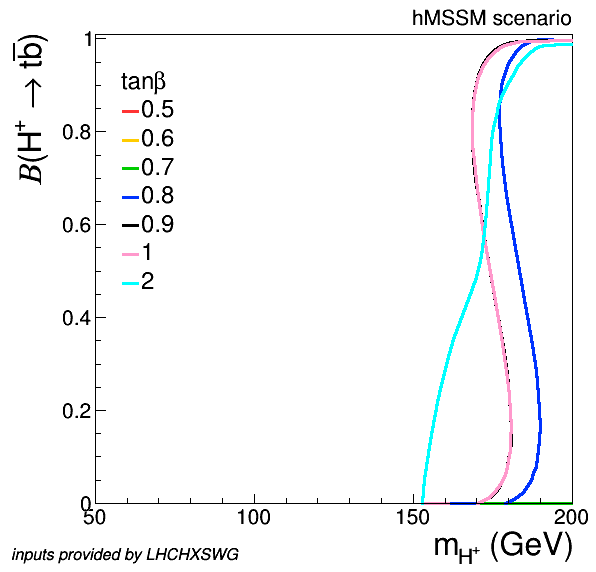 hMSSM scenario
B(H⁺ → tb̅)
1
0.8
0.6
0.4
0.2
0
tanβ
0.5
0.6
0.7
0.8
0.9
1
2
50 100 150 200
m_H⁺ (GeV)
inputs provided by LHCHXSWG